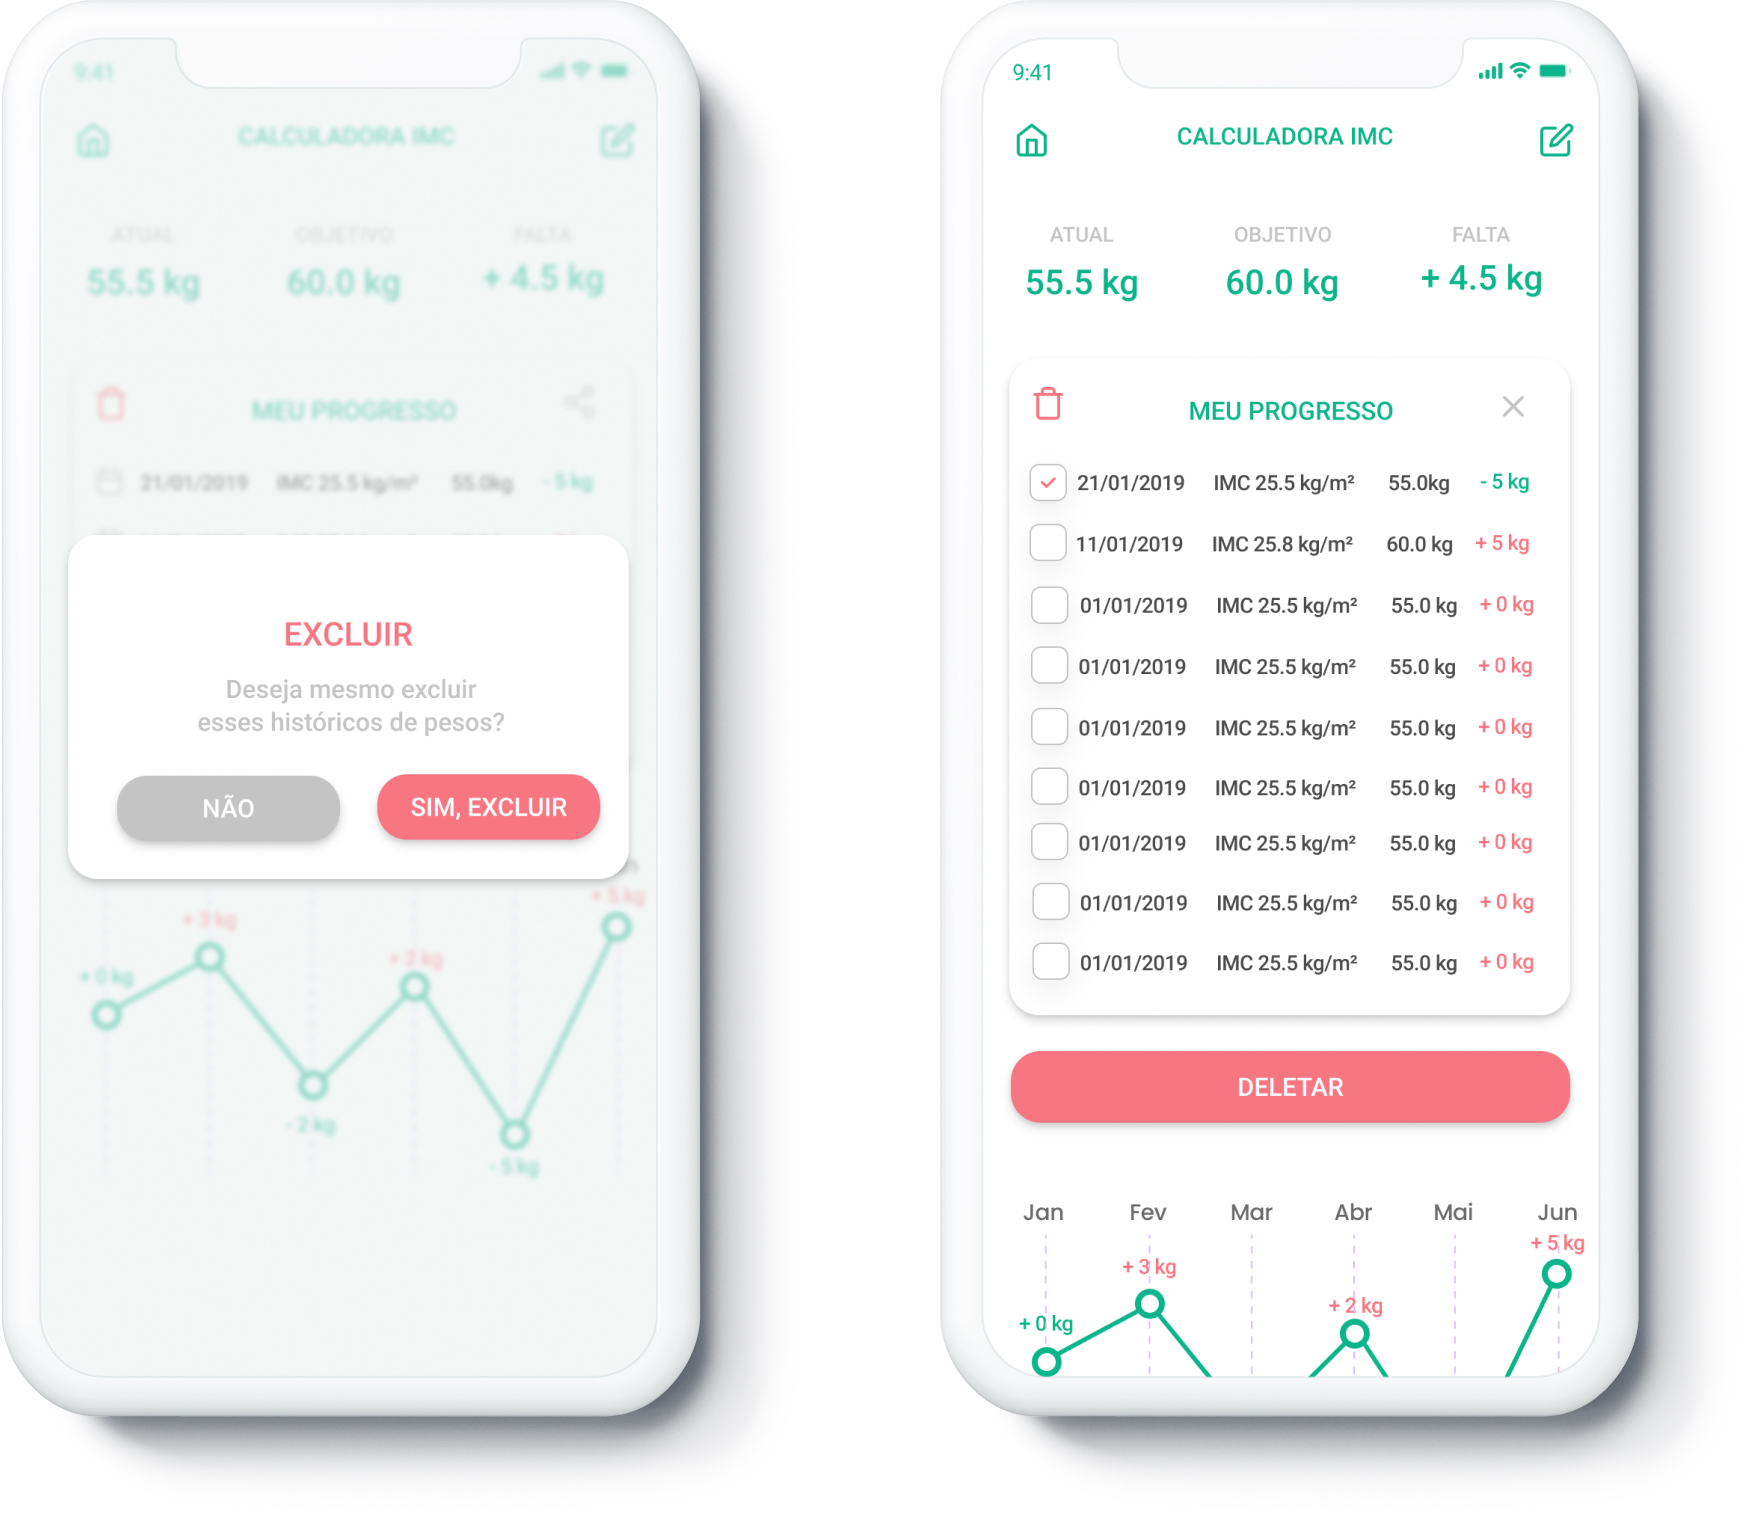 9:41
CALCULADORA IMC
ATUAL OBJETIVO FALTA
55.5 kg 60.0 kg + 4.5 kg
MEU PROGRESSO
21/01/2019 IMC 25.5 kg/m² 55.0kg - 5 kg
EXCLUIR
Deseja mesmo excluir
esses históricos de pesos?
NÃO SIM, EXCLUIR
+ 5 kg
+ 3 kg
+ 2 kg
+ 0 kg
- 2 kg
- 5 kg
9:41
CALCULADORA IMC
ATUAL OBJETIVO FALTA
55.5 kg 60.0 kg + 4.5 kg
MEU PROGRESSO
21/01/2019 IMC 25.5 kg/m² 55.0kg - 5 kg
11/01/2019 IMC 25.8 kg/m² 60.0 kg + 5 kg
01/01/2019 IMC 25.5 kg/m² 55.0 kg + 0 kg
01/01/2019 IMC 25.5 kg/m² 55.0 kg + 0 kg
01/01/2019 IMC 25.5 kg/m² 55.0 kg + 0 kg
01/01/2019 IMC 25.5 kg/m² 55.0 kg + 0 kg
01/01/2019 IMC 25.5 kg/m² 55.0 kg + 0 kg
01/01/2019 IMC 25.5 kg/m² 55.0 kg + 0 kg
01/01/2019 IMC 25.5 kg/m² 55.0 kg + 0 kg
DELETAR
Jan Fev Mar Abr Mai Jun
+ 5 kg
+ 3 kg
+ 2 kg
+ 0 kg